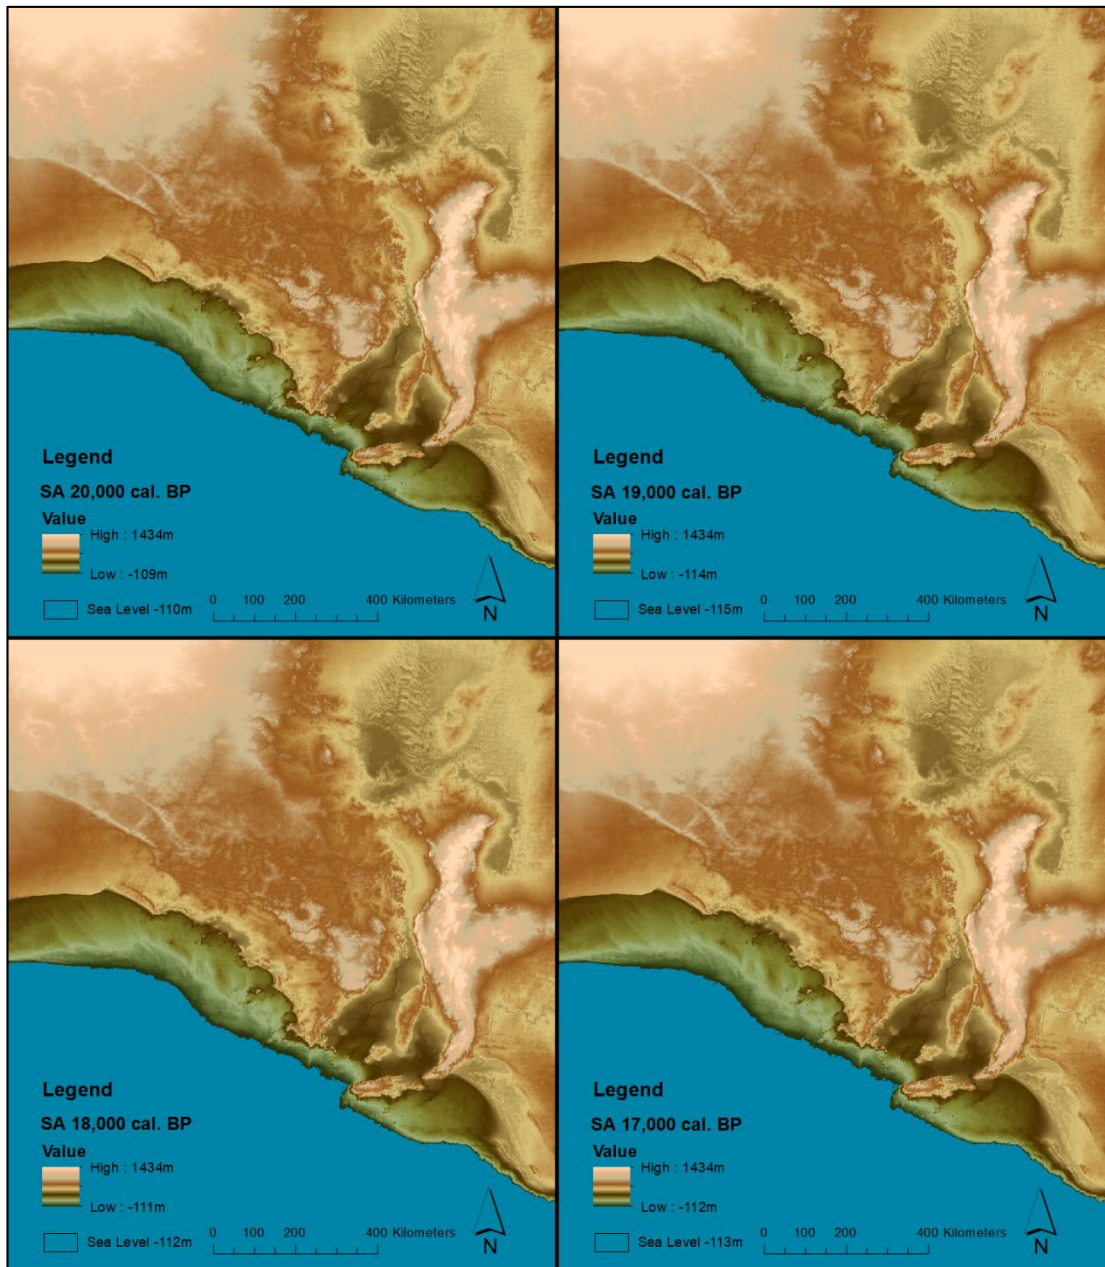 Legend
SA 20,000 cal. BP
Value
High : 1434m
Low : -109m
Sea Level -110m
0 100 200 400 Kilometers
N
Legend
SA 19,000 cal. BP
Value
High : 1434m
Low : -114m
Sea Level -115m
0 100 200 400 Kilometers
N
Legend
SA 18,000 cal. BP
Value
High : 1434m
Low : -111m
Sea Level -112m
0 100 200 400 Kilometers
N
Legend
SA 17,000 cal. BP
Value
High : 1434m
Low : -112m
Sea Level -113m
0 100 200 400 Kilometers
N